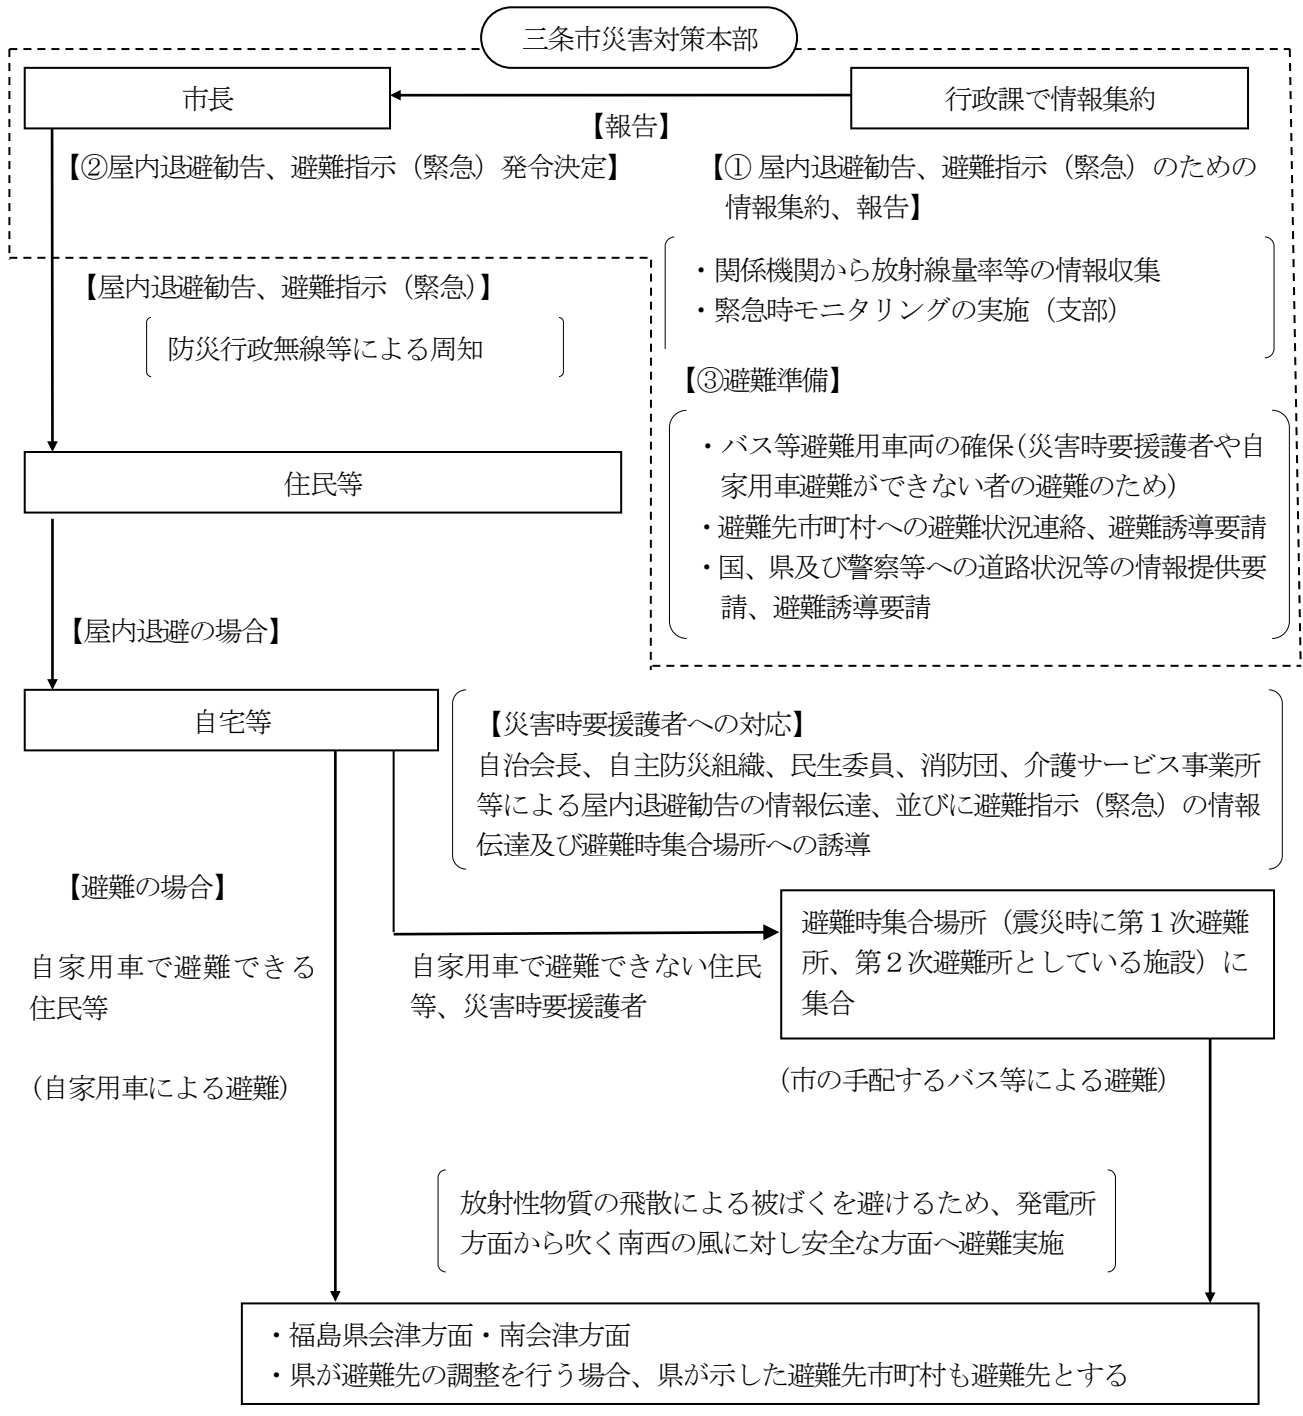 三条市災害対策本部
市長
行政課で情報集約
【報告】
【②屋内退避勧告、避難指示（緊急）発令決定】
【① 屋内退避勧告、避難指示（緊急）のための
情報集約、報告】
・関係機関から放射線量率等の情報収集
・緊急時モニタリングの実施（支部）
【屋内退避勧告、避難指示（緊急）】
防災行政無線等による周知
【③避難準備】
・バス等避難用車両の確保（災害時要援護者や自
家用車避難ができない者の避難のため）
・避難先市町村への避難状況連絡、避難誘導要請
・国、県及び警察等への道路状況等の情報提供要
請、避難誘導要請
住民等
【屋内退避の場合】
自宅等
【災害時要援護者への対応】
自治会長、自主防災組織、民生委員、消防団、介護サービス事業所
等による屋内退避勧告の情報伝達、並びに避難指示（緊急）の情報
伝達及び避難時集合場所への誘導
【避難の場合】
自家用車で避難できる
住民等
（自家用車による避難）
自家用車で避難できない住民
等、災害時要援護者
避難時集合場所（震災時に第１次避難
所、第２次避難所としている施設）に
集合
（市の手配するバス等による避難）
放射性物質の飛散による被ばくを避けるため、発電所
方面から吹く南西の風に対し安全な方面へ避難実施
・福島県会津方面・南会津方面
・県が避難先の調整を行う場合、県が示した避難先市町村も避難先とする